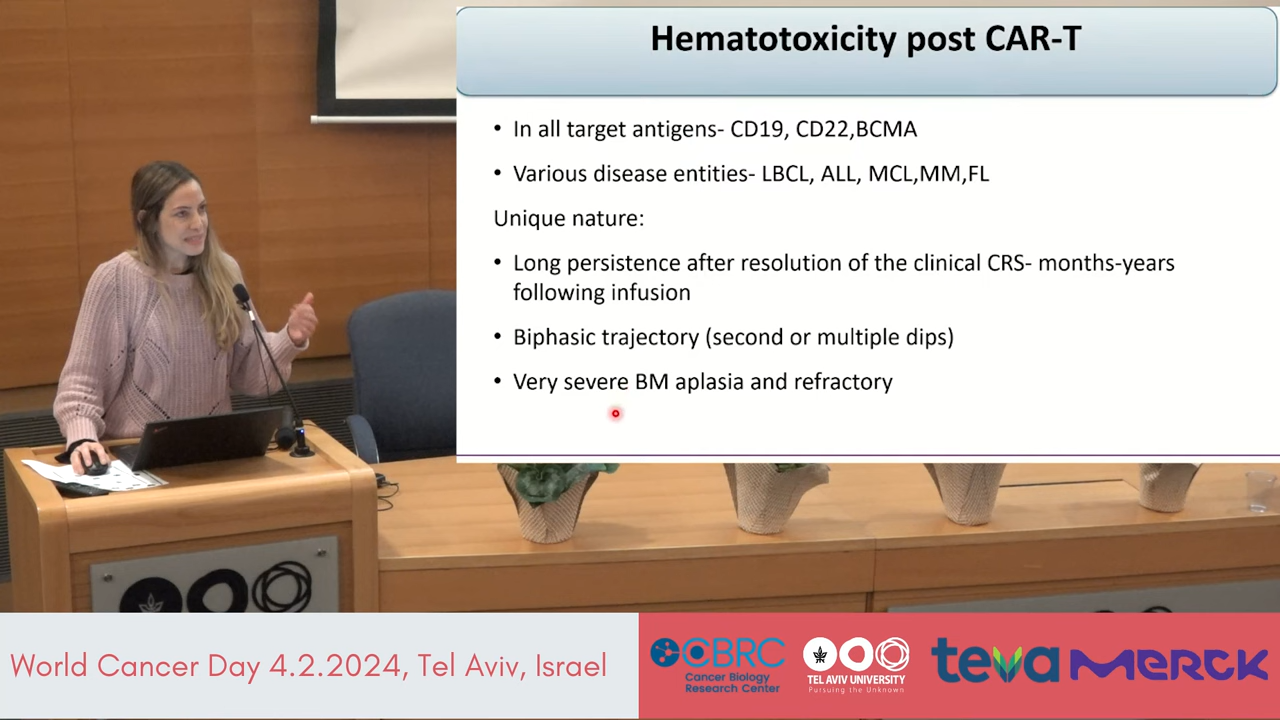 Hematotoxicity post CAR-T
• In all target antigens- CD19, CD22,BCMA
• Various disease entities- LBCL, ALL, MCL,MM,FL
Unique nature:
• Long persistence after resolution of the clinical CRS- months-years
following infusion
• Biphasic trajectory (second or multiple dips)
• Very severe BM aplasia and refractory
World Cancer Day 4.2.2024, Tel Aviv, Israel
CBRC
Cancer Biology
Research Center
TEL AVIV UNIVERSITY
Pursuing the Unknown
teva
MERCK